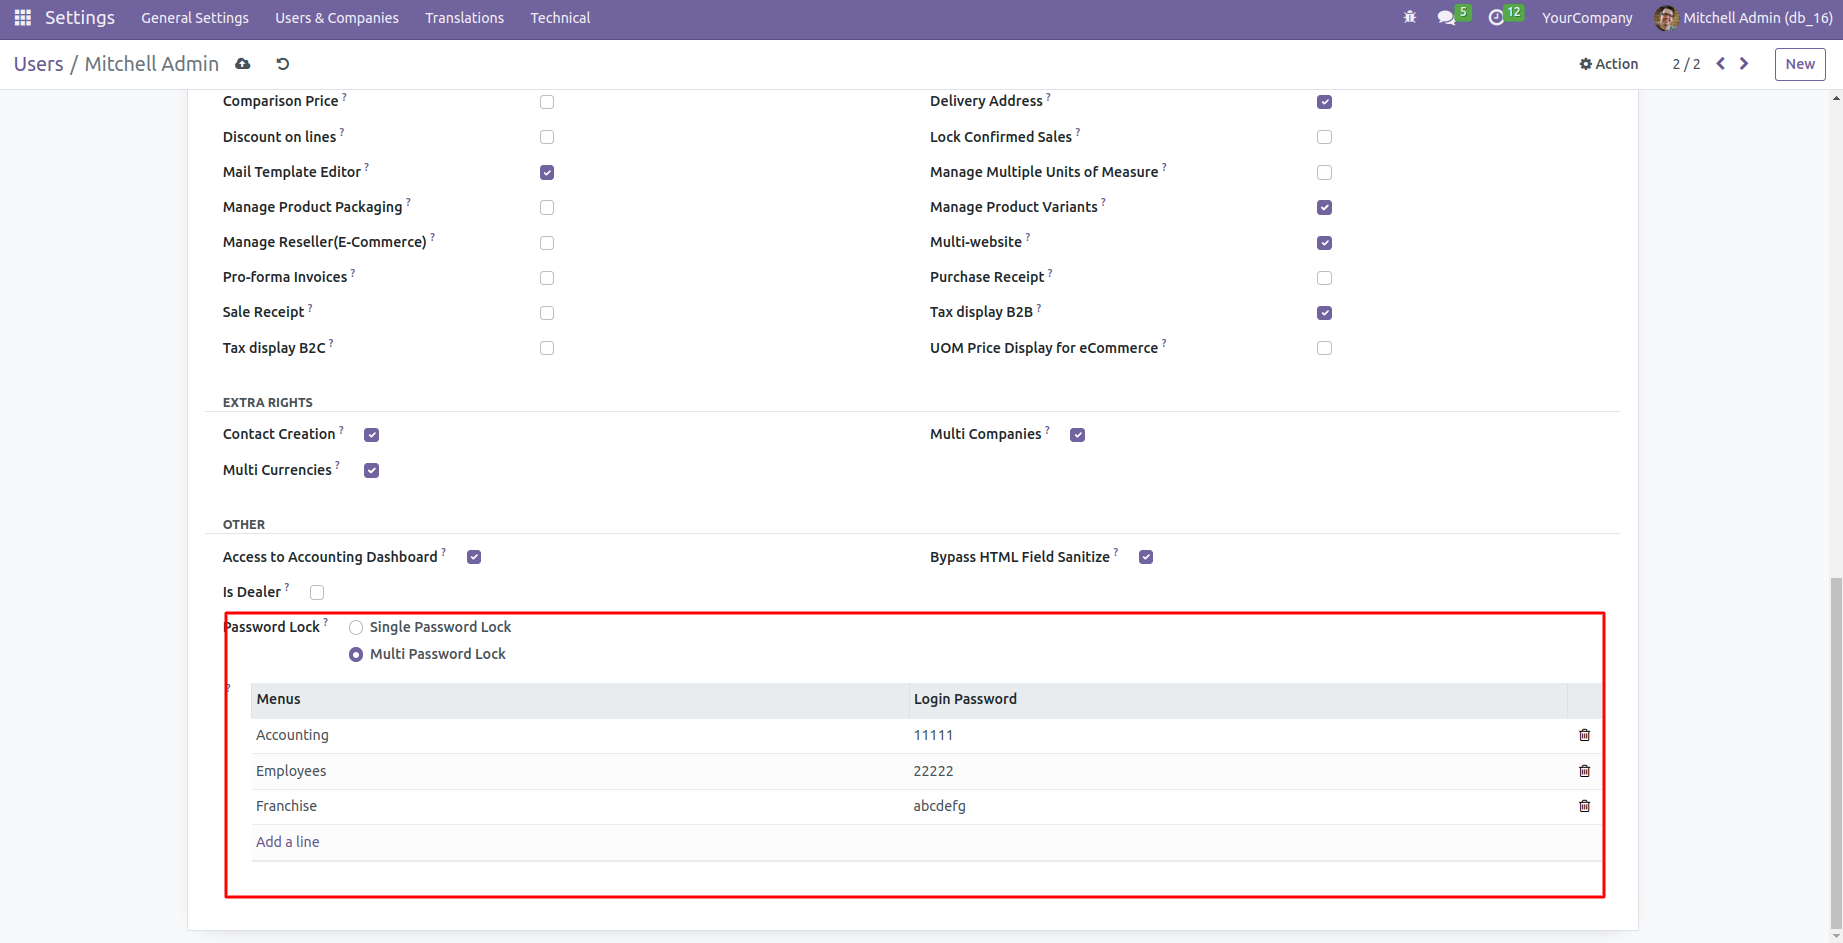 Settings General Settings Users & Companies Translations Technical 5 12 YourCompany Mitchell Admin (db_16)
Users / Mitchell Admin Action 2 / 2 New
Comparison Price ? Delivery Address ?
Discount on lines ? Lock Confirmed Sales ?
Mail Template Editor ? Manage Multiple Units of Measure ?
Manage Product Packaging ? Manage Product Variants ?
Manage Reseller(E-Commerce) ? Multi-website ?
Pro-forma Invoices ? Purchase Receipt ?
Sale Receipt ? Tax display B2B ?
Tax display B2C ? UOM Price Display for eCommerce ?
EXTRA RIGHTS
Contact Creation ? Multi Companies ?
Multi Currencies ?
OTHER
Access to Accounting Dashboard ? Bypass HTML Field Sanitize ?
Is Dealer ?
Password Lock ? Single Password Lock
Multi Password Lock
?
Menus Login Password
Accounting 11111
Employees 22222
Franchise abcdefg
Add a line